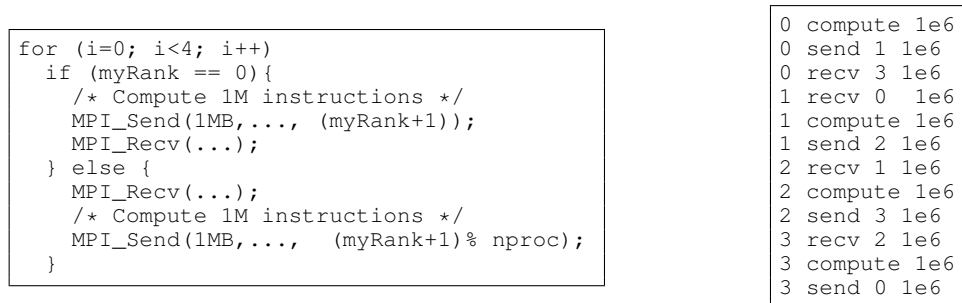 for (i=0; i<4; i++)
  if (myRank == 0){
    /* Compute 1M instructions */
    MPI_Send(1MB,..., (myRank+1));
    MPI_Recv(...);
  } else {
    MPI_Recv(...);
    /* Compute 1M instructions */
    MPI_Send(1MB,...,  (myRank+1)% nproc);
  }
0 compute 1e6
0 send 1 1e6
0 recv 3 1e6
1 recv 0  1e6
1 compute 1e6
1 send 2 1e6
2 recv 1 1e6
2 compute 1e6
2 send 3 1e6
3 recv 2 1e6
3 compute 1e6
3 send 0 1e6